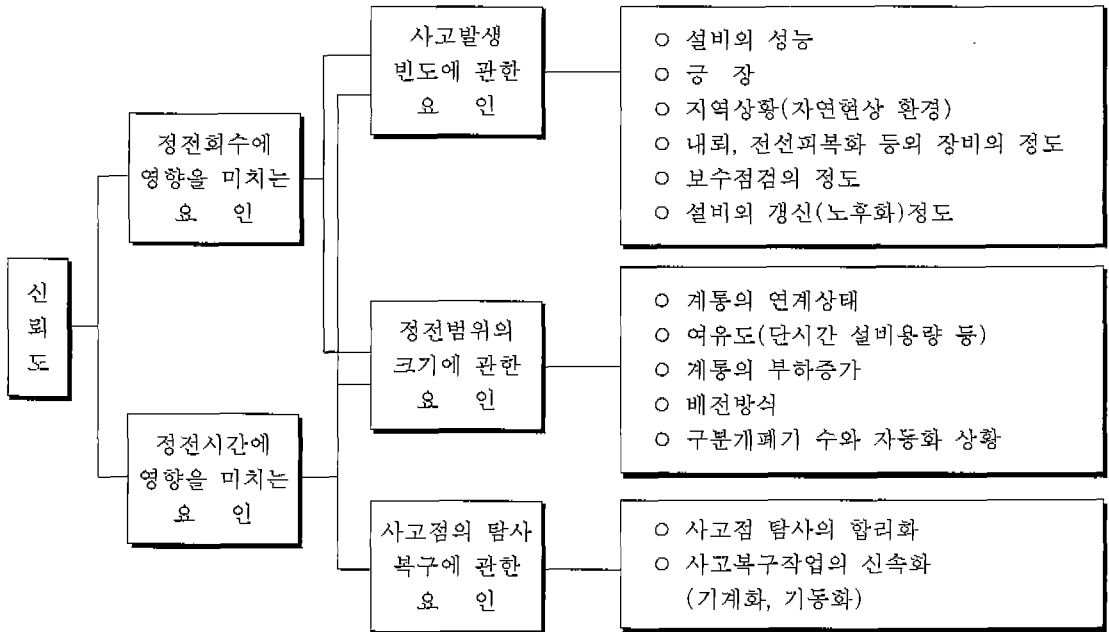 신
뢰
도
정전회수에
영향을 미치는
요 인
정전시간에
영향을 미치는
요 인
사고발생
빈도에 관한
요 인
정전범위의
크기에 관한
요 인
사고점의 탐사
복구에 관한
요 인
○ 설비의 성능
○ 긍 장
○ 지역상황(자연현상 환경)
○ 내뢰, 전선피복화 등의 장비의 정도
○ 보수점검의 정도
○ 설비의 갱신(노후화)정도
○ 계통의 연계상태
○ 여유도(단시간 설비용량 등)
○ 계통의 부하증가
○ 배전방식
○ 구분개폐기 수와 자동화 상황
○ 사고점 탐사의 합리화
○ 사고복구작업의 신속화
(기계화, 기동화)